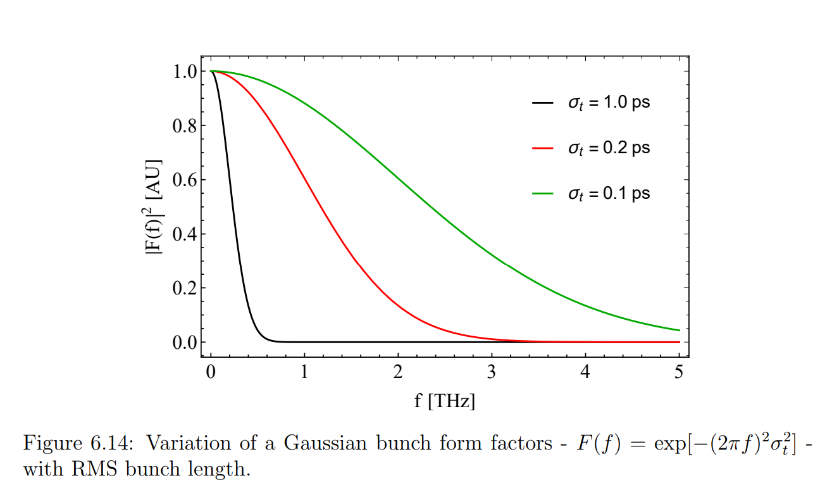 1.0
0.8
0.6
0.4
0.2
0.0
|F(f)|² [AU]
σt = 1.0 ps
σt = 0.2 ps
σt = 0.1 ps
0 1 2 3 4 5
f [THz]
Figure 6.14: Variation of a Gaussian bunch form factors - F(f) = exp[−(2πf)²σ²t] -
with RMS bunch length.